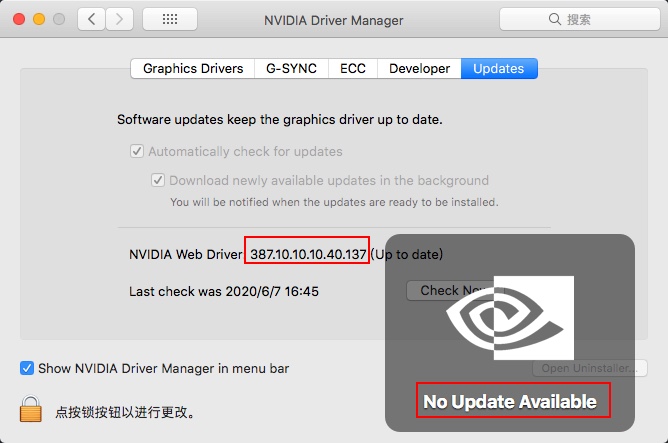 NVIDIA Driver Manager
搜索
Graphics Drivers G-SYNC ECC Developer Updates
Software updates keep the graphics driver up to date.
Automatically check for updates
Download newly available updates in the background
You will be notified when the updates are ready to be installed.
NVIDIA Web Driver: 387.10.10.10.40.137 (Up to date)
Last check was 2020/6/7 16:45
Check Now
Show NVIDIA Driver Manager in menu bar
Open Uninstaller...
No Update Available
点按锁按钮以进行更改。